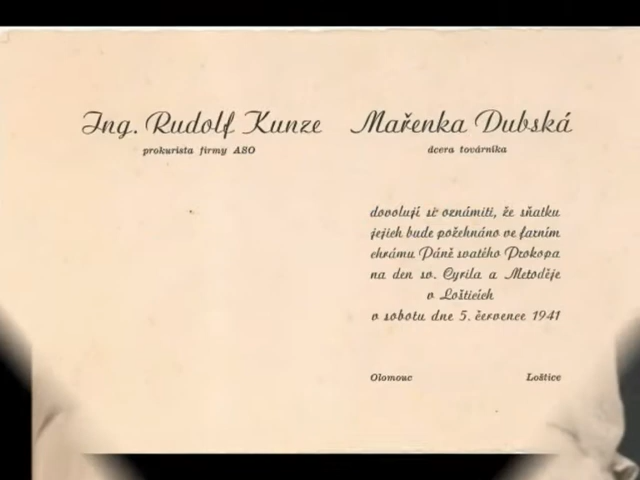 Ing. Rudolf Kunze
prokurista firmy ASO
Mařenka Dubská
dcera továrníka
dovolují si oznámiti, že sňatku
jejich bude požehnáno ve farním
chrámu Páně svatého Prokopa
na den sv. Cyrila a Metoděje
v Lošticích
v sobotu dne 5. července 1941
Olomouc
Loštice